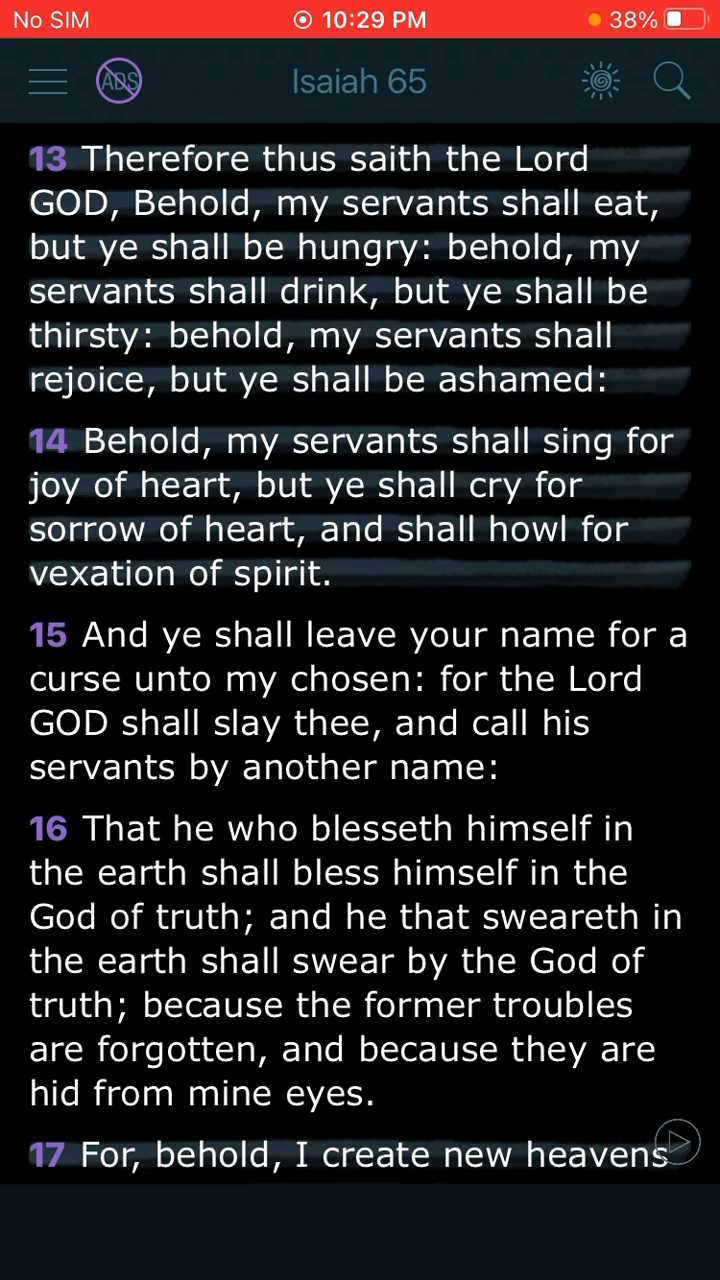 No SIM 10:29 PM 38%
ADS Isaiah 65
13 Therefore thus saith the Lord
GOD, Behold, my servants shall eat,
but ye shall be hungry: behold, my
servants shall drink, but ye shall be
thirsty: behold, my servants shall
rejoice, but ye shall be ashamed:
14 Behold, my servants shall sing for
joy of heart, but ye shall cry for
sorrow of heart, and shall howl for
vexation of spirit.
15 And ye shall leave your name for a
curse unto my chosen: for the Lord
GOD shall slay thee, and call his
servants by another name:
16 That he who blesseth himself in
the earth shall bless himself in the
God of truth; and he that sweareth in
the earth shall swear by the God of
truth; because the former troubles
are forgotten, and because they are
hid from mine eyes.
17 For, behold, I create new heavens